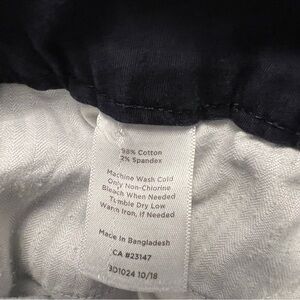 98% Cotton
2% Spandex
Machine Wash Cold
Only Non-Chlorine
Bleach When Needed
Tumble Dry Low
Warm Iron, If Needed
Made in Bangladesh
CA #23147
3D1024 10/18